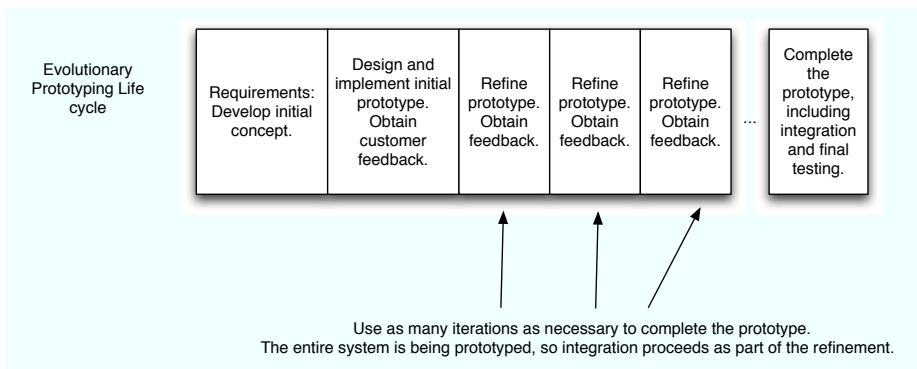 Evolutionary
Prototyping Life
cycle
Requirements:
Develop initial
concept.
Design and
implement initial
prototype.
Obtain
customer
feedback.
Refine
prototype.
Obtain
feedback.
Refine
prototype.
Obtain
feedback.
Refine
prototype.
Obtain
feedback.
...
Complete
the
prototype,
including
integration
and final
testing.
Use as many iterations as necessary to complete the prototype.
The entire system is being prototyped, so integration proceeds as part of the refinement.